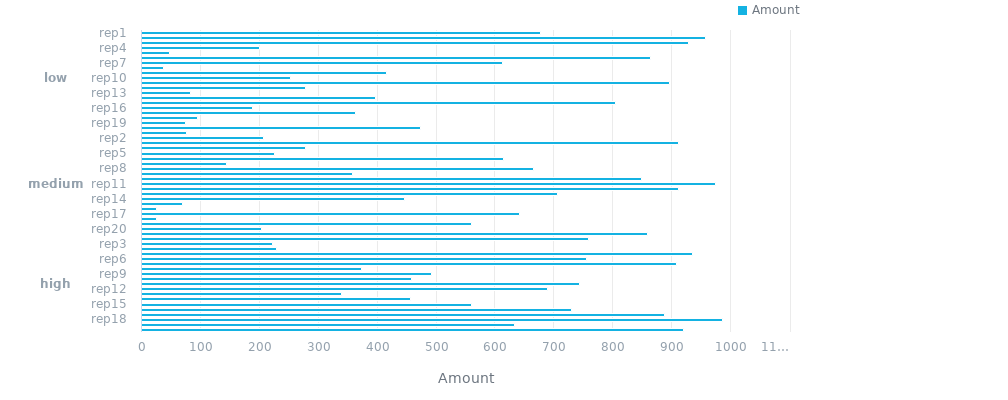 Amount
rep1
rep4
rep7
low
rep10
rep13
rep16
rep19
rep2
rep5
rep8
medium
rep11
rep14
rep17
rep20
rep3
rep6
rep9
high
rep12
rep15
rep18
0 100 200 300 400 500 600 700 800 900 1000 11...
Amount